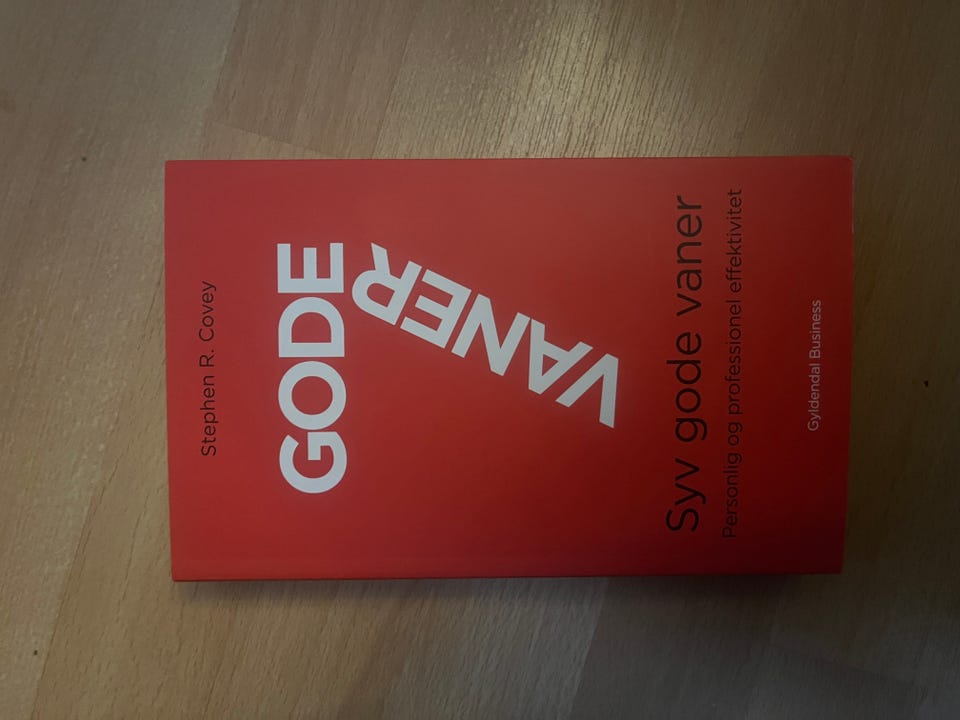 Stephen R. Covey
GODE
VANER
Syv gode vaner
Personlig og professionel effektivitet
Gyldendal Business